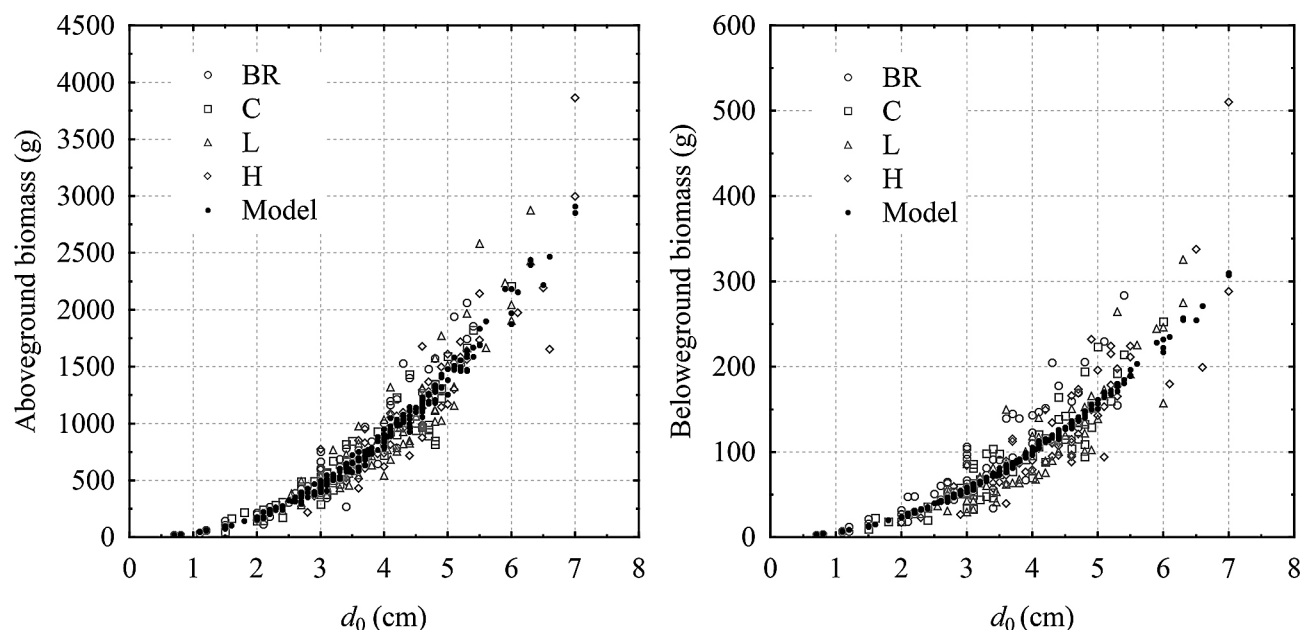 Aboveground biomass (g)
4500
4000
3500
3000
2500
2000
1500
1000
500
0
BR
C
L
H
Model
0 1 2 3 4 5 6 7 8
d₀ (cm)
Beloweground biomass (g)
600
500
400
300
200
100
0
BR
C
L
H
Model
0 1 2 3 4 5 6 7 8
d₀ (cm)